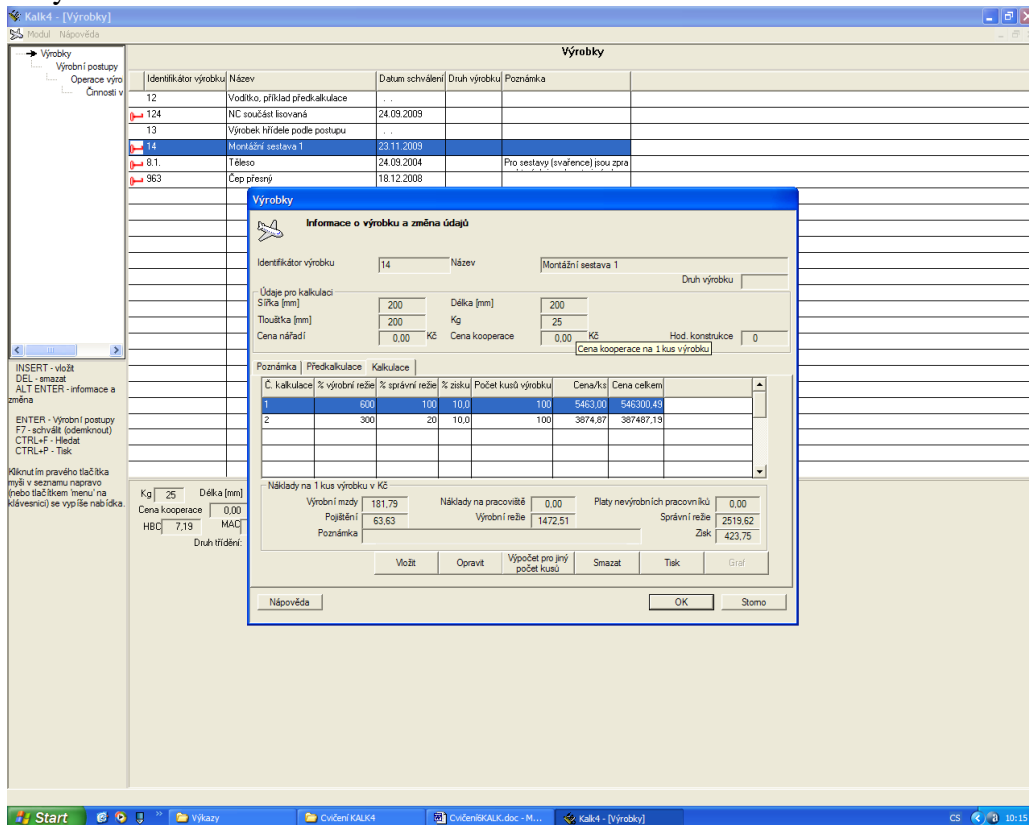 Kalk4 - [Výrobky]
Modul Nápověda
Výrobky
Výrobky
Výrobní postupy
Operace výro
Činnosti v
Identifikátor výrobku Název Datum schválení Druh výrobku Poznámka
12 Vodítko, příklad předkalkulace . .
124 NC součást lisovaná 24.09.2009
13 Výrobek hřídele podle postupu . .
14 Montážní sestava 1 23.11.2009
8.1. Těleso 24.09.2004 Pro sestavy (svařence) jsou zpra
963 Čep přesný 18.12.2008
INSERT - vložit
DEL - smazat
ALT ENTER - informace a
změna
ENTER - Výrobní postupy
F7 - schválit (odemknout)
CTRL+F - Hledat
CTRL+P - Tisk
Kliknutím pravého tlačítka
myši v seznamu napravo
(nebo tlačítkem 'menu' na
klávesnici) se vypíše nabídka.
Kg 25 Délka [mm]
Cena kooperace 0,00
HBC 7,19 MAC
Druh třídění:
Výrobky
Informace o výrobku a změna údajů
Identifikátor výrobku 14 Název Montážní sestava 1
Druh výrobku
Údaje pro kalkulaci
Šířka [mm] 200 Délka [mm] 200
Tloušťka [mm] 200 Kg 25
Cena nářadí 0,00 Kč Cena kooperace 0,00 Kč Hod. konstrukce 0
Cena kooperace na 1 kus výrobku
Poznámka Předkalkulace Kalkulace
Č. kalkulace % výrobní režie % správní režie % zisku Počet kusů výrobku Cena/ks Cena celkem
1 600 100 10,0 100 5463,00 546300,49
2 300 20 10,0 100 3874,87 387487,19
Náklady na 1 kus výrobku v Kč
Výrobní mzdy 181,79 Náklady na pracoviště 0,00 Platy nevýrobních pracovníků 0,00
Pojištění 63,63 Výrobní režie 1472,51 Správní režie 2519,62
Poznámka Zisk 423,75
Vložit Opravit Výpočet pro jiný počet kusů Smazat Tisk Graf
Nápověda OK Storno
Start Výkazy Cvičení KALK4 Cvičení6KALK.doc - M... Kalk4 - [Výrobky] CS 10:15